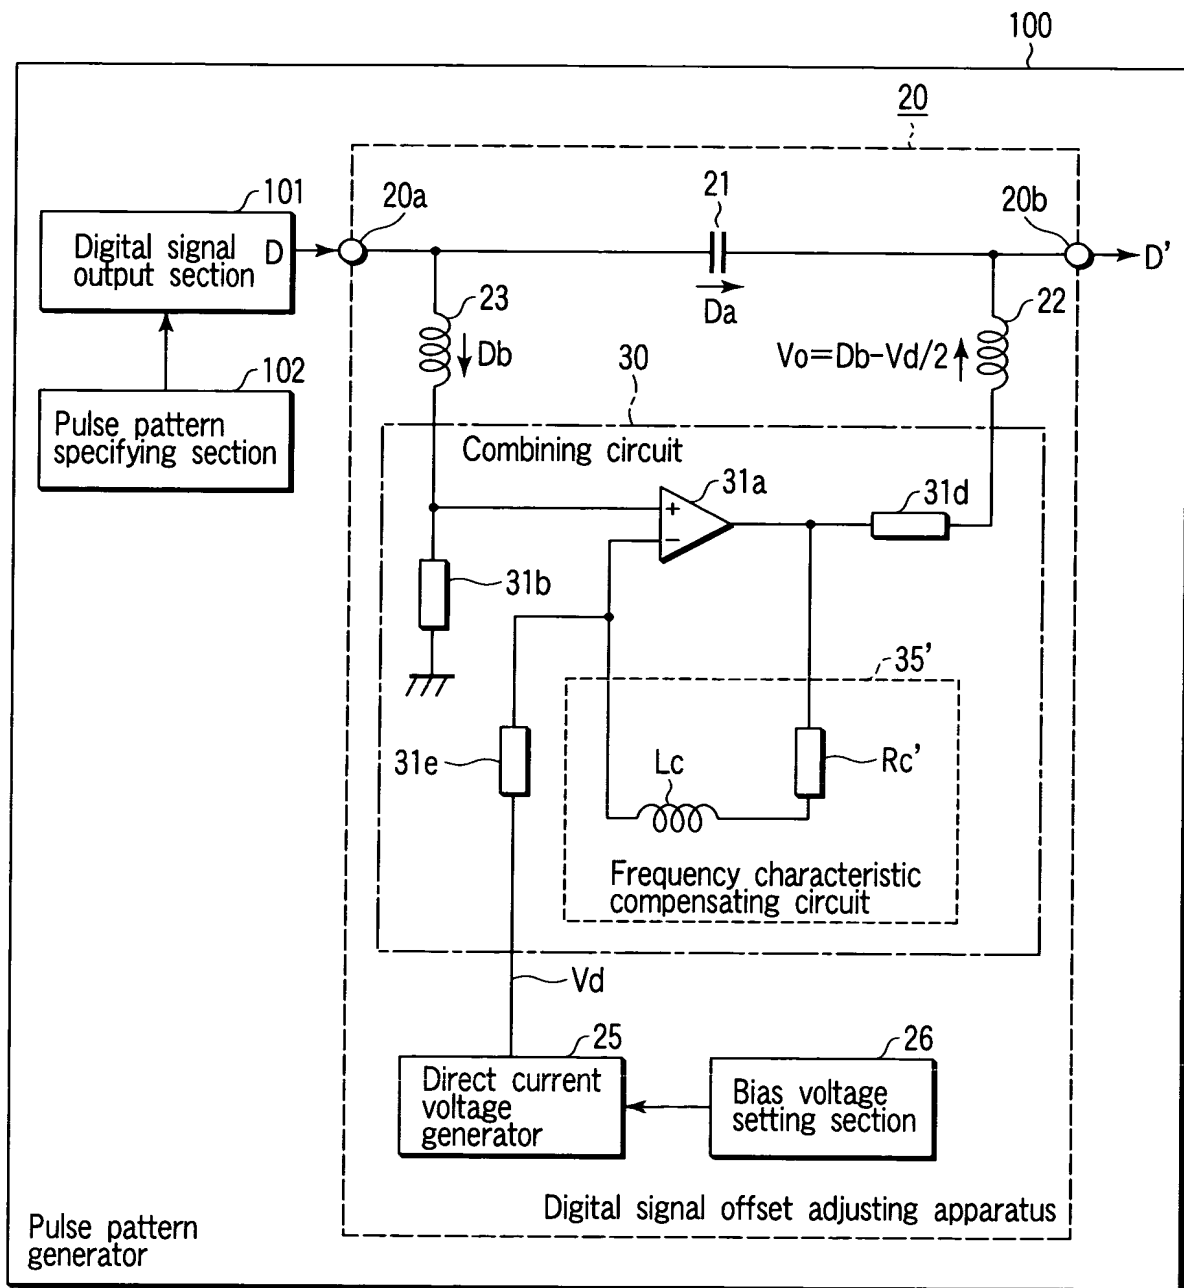 100
20
101
20a
21
20b
Digital signal
output section
D
D'
Da
23
Db
22
Vo=Db-Vd/2
102
Pulse pattern
specifying section
30
Combining circuit
31a
+
−
31d
31b
35'
31e
Lc
Rc'
Frequency characteristic
compensating circuit
Vd
25
Direct current
voltage
generator
26
Bias voltage
setting section
Digital signal offset adjusting apparatus
Pulse pattern
generator